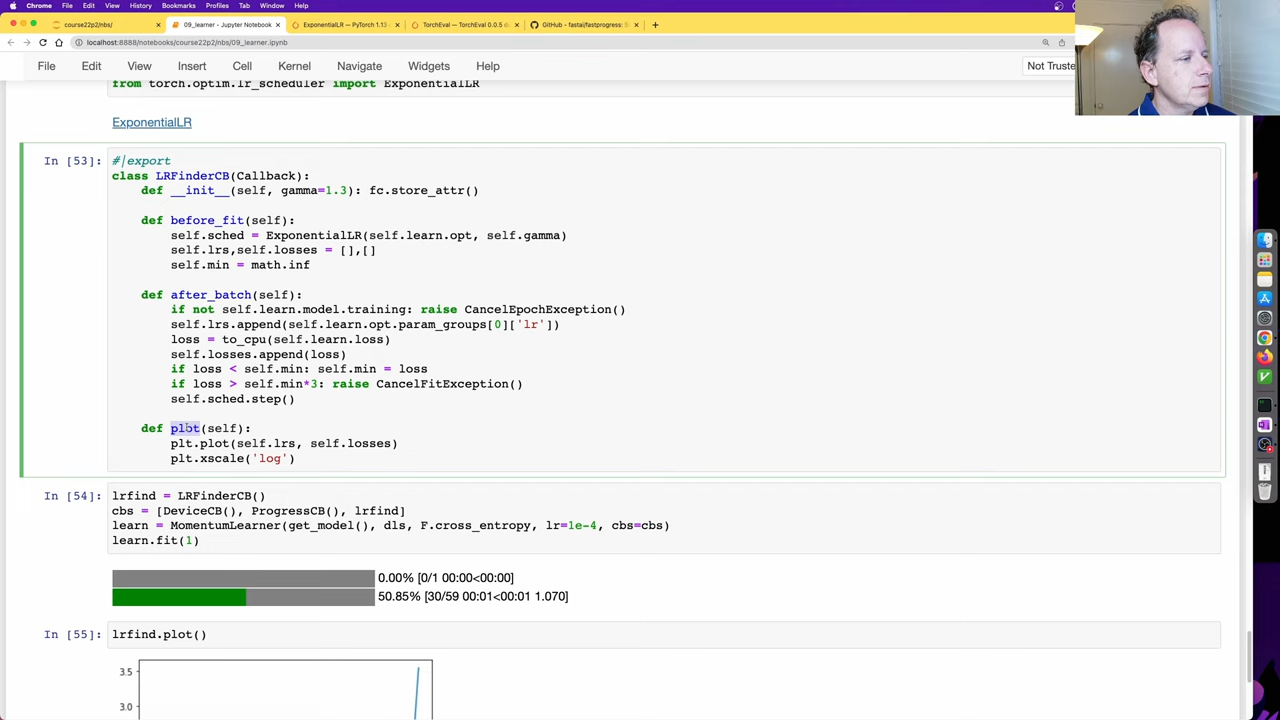 Chrome File Edit View History Bookmarks Profiles Tab Window Help
course22p2/nbs/
09_learner - Jupyter Notebook
ExponentialLR — PyTorch 1.13
TorchEval — TorchEval 0.0.5 d
GitHub - fastai/fastprogress: S
localhost:8888/notebooks/course22p2/nbs/09_learner.ipynb
File Edit View Insert Cell Kernel Navigate Widgets Help
Not Truste
from torch.optim.lr_scheduler import ExponentialLR
ExponentialLR
In [53]:
#|export
class LRFinderCB(Callback):
def __init__(self, gamma=1.3): fc.store_attr()
def before_fit(self):
self.sched = ExponentialLR(self.learn.opt, self.gamma)
self.lrs,self.losses = [],[]
self.min = math.inf
def after_batch(self):
if not self.learn.model.training: raise CancelEpochException()
self.lrs.append(self.learn.opt.param_groups[0]['lr'])
loss = to_cpu(self.learn.loss)
self.losses.append(loss)
if loss < self.min: self.min = loss
if loss > self.min*3: raise CancelFitException()
self.sched.step()
def plot(self):
plt.plot(self.lrs, self.losses)
plt.xscale('log')
In [54]:
lrfind = LRFinderCB()
cbs = [DeviceCB(), ProgressCB(), lrfind]
learn = MomentumLearner(get_model(), dls, F.cross_entropy, lr=1e-4, cbs=cbs)
learn.fit(1)
0.00% [0/1 00:00<00:00]
50.85% [30/59 00:01<00:01 1.070]
In [55]:
lrfind.plot()
3.5
3.0